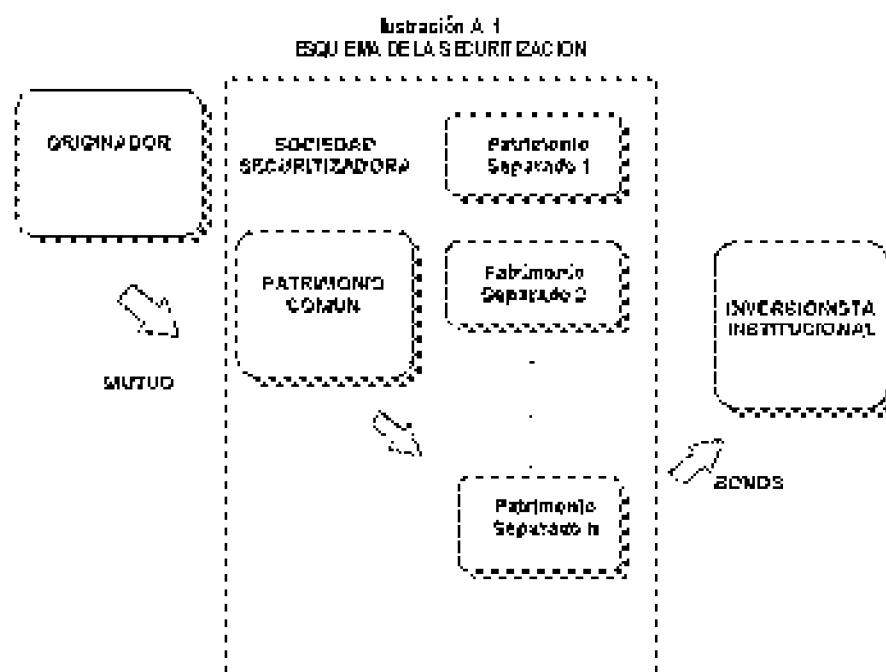 Ilustración A.1
ESQUEMA DE LA SECURITIZACION
ORIGINADOR
SOCIEDAD
SECURITIZADORA
Patrimonio
Separado 1
PATRIMONIO
COMUN
Patrimonio
Separado 2
INVERSIONISTA
INSTITUCIONAL
MUTUO
BONOS
Patrimonio
Separado n